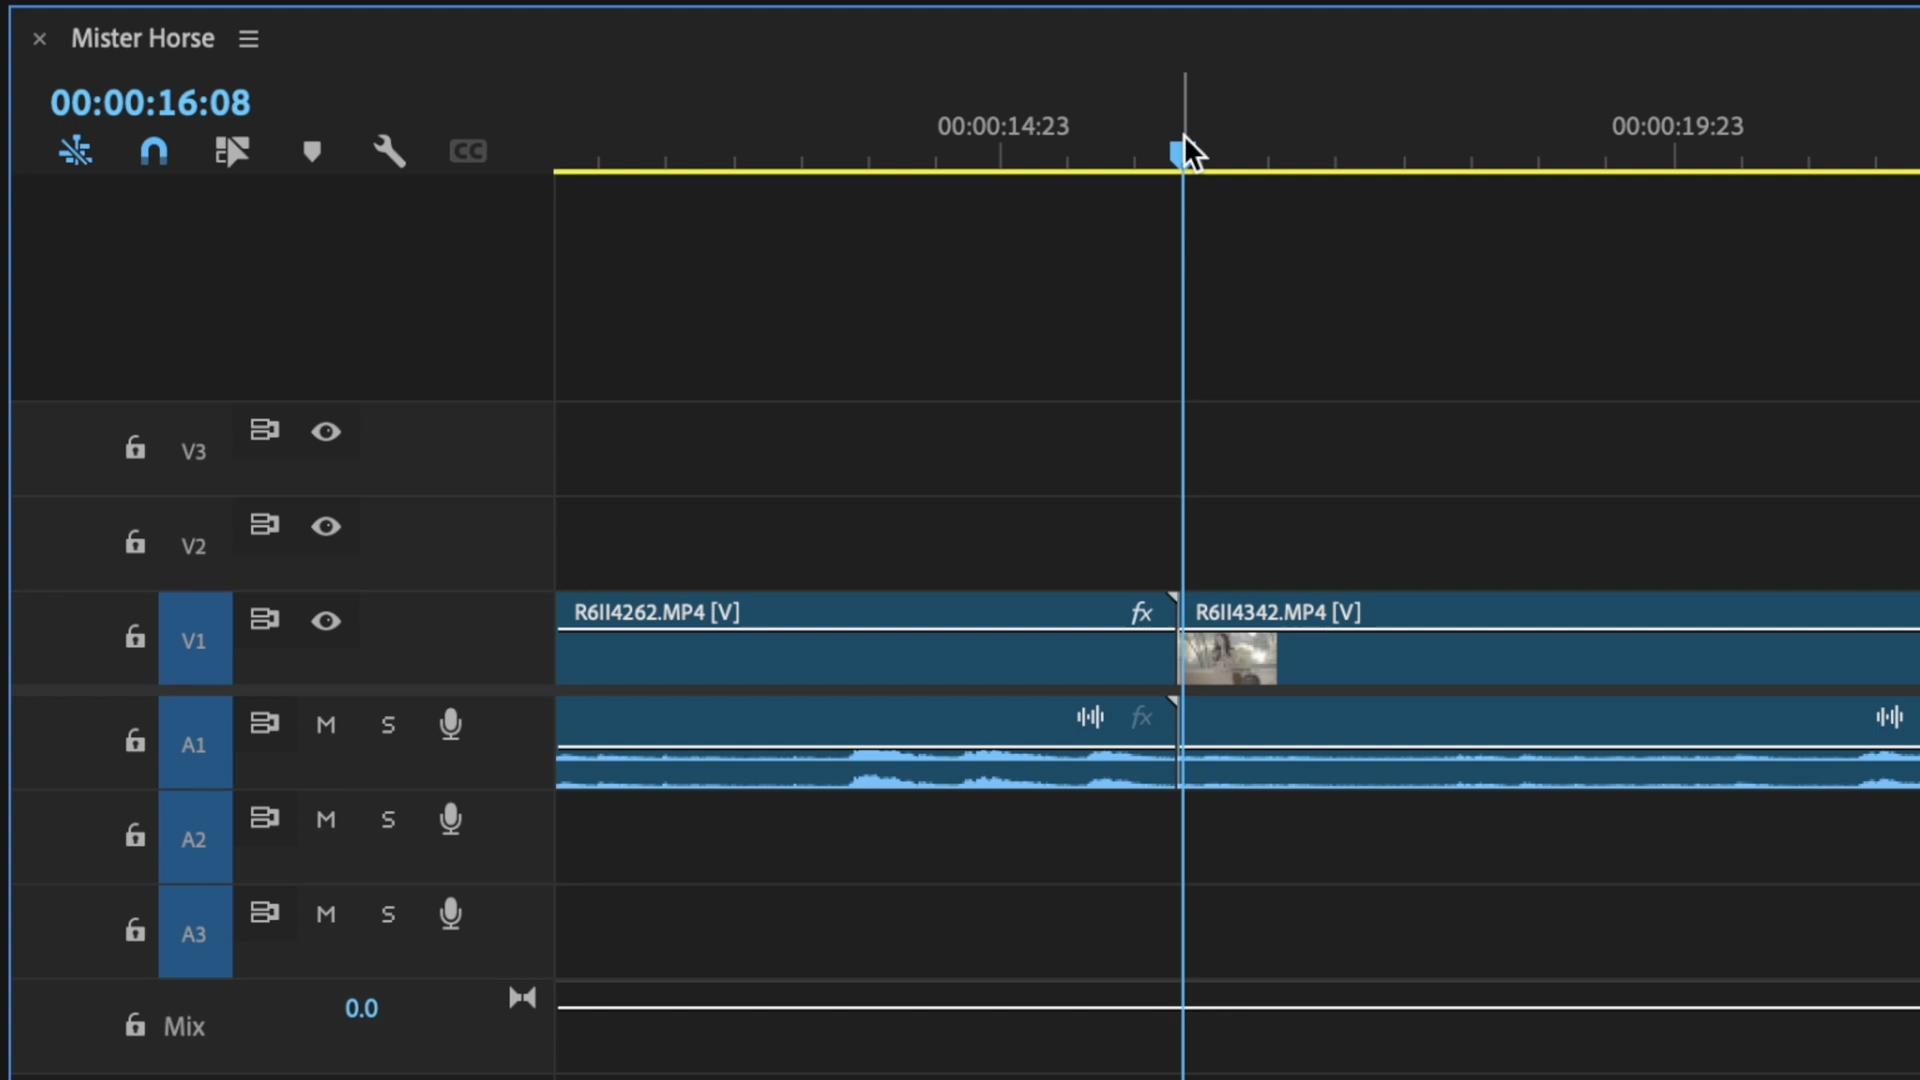 Mister Horse
00:00:16:08
00:00:14:23
00:00:19:23
CC
V3
V2
V1
R6II4262.MP4 [V]
fx
R6II4342.MP4 [V]
A1
M
S
fx
A2
M
S
A3
M
S
0.0
Mix